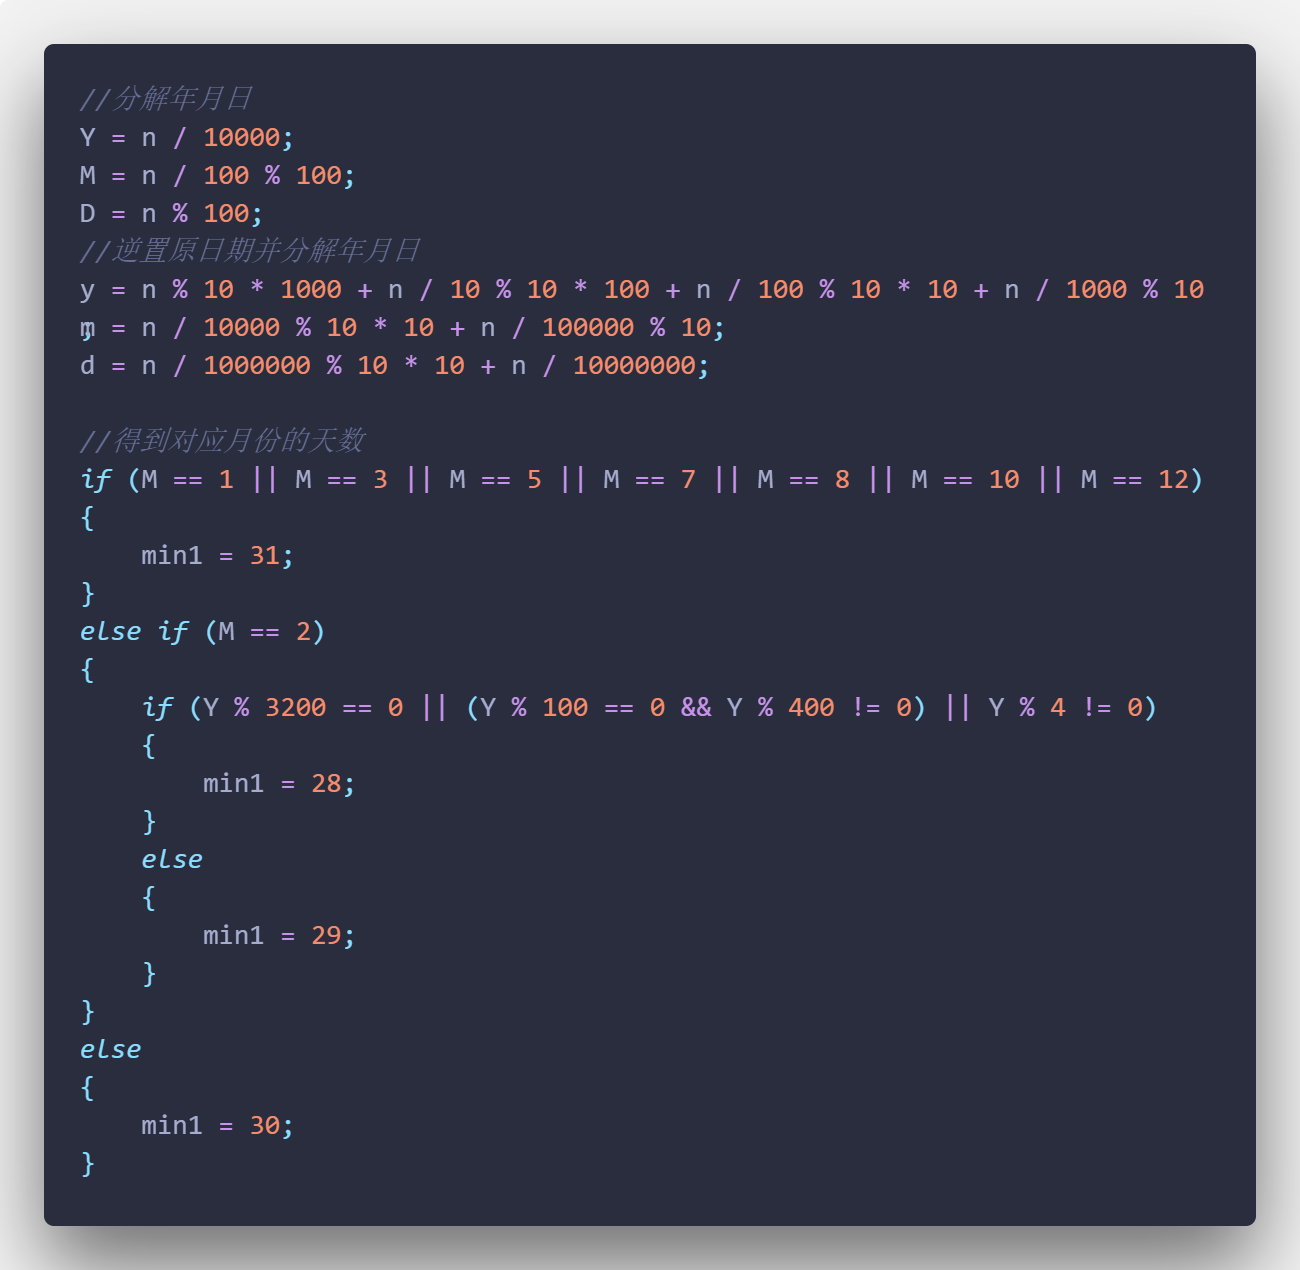 //分解年月日
Y = n / 10000;
M = n / 100 % 100;
D = n % 100;
//逆置原日期并分解年月日
y = n % 10 * 1000 + n / 10 % 10 * 100 + n / 100 % 10 * 10 + n / 1000 % 10
;
m = n / 10000 % 10 * 10 + n / 100000 % 10;
d = n / 1000000 % 10 * 10 + n / 10000000;
//得到对应月份的天数
if (M == 1 || M == 3 || M == 5 || M == 7 || M == 8 || M == 10 || M == 12)
{
    min1 = 31;
}
else if (M == 2)
{
    if (Y % 3200 == 0 || (Y % 100 == 0 && Y % 400 != 0) || Y % 4 != 0)
    {
        min1 = 28;
    }
    else
    {
        min1 = 29;
    }
}
else
{
    min1 = 30;
}